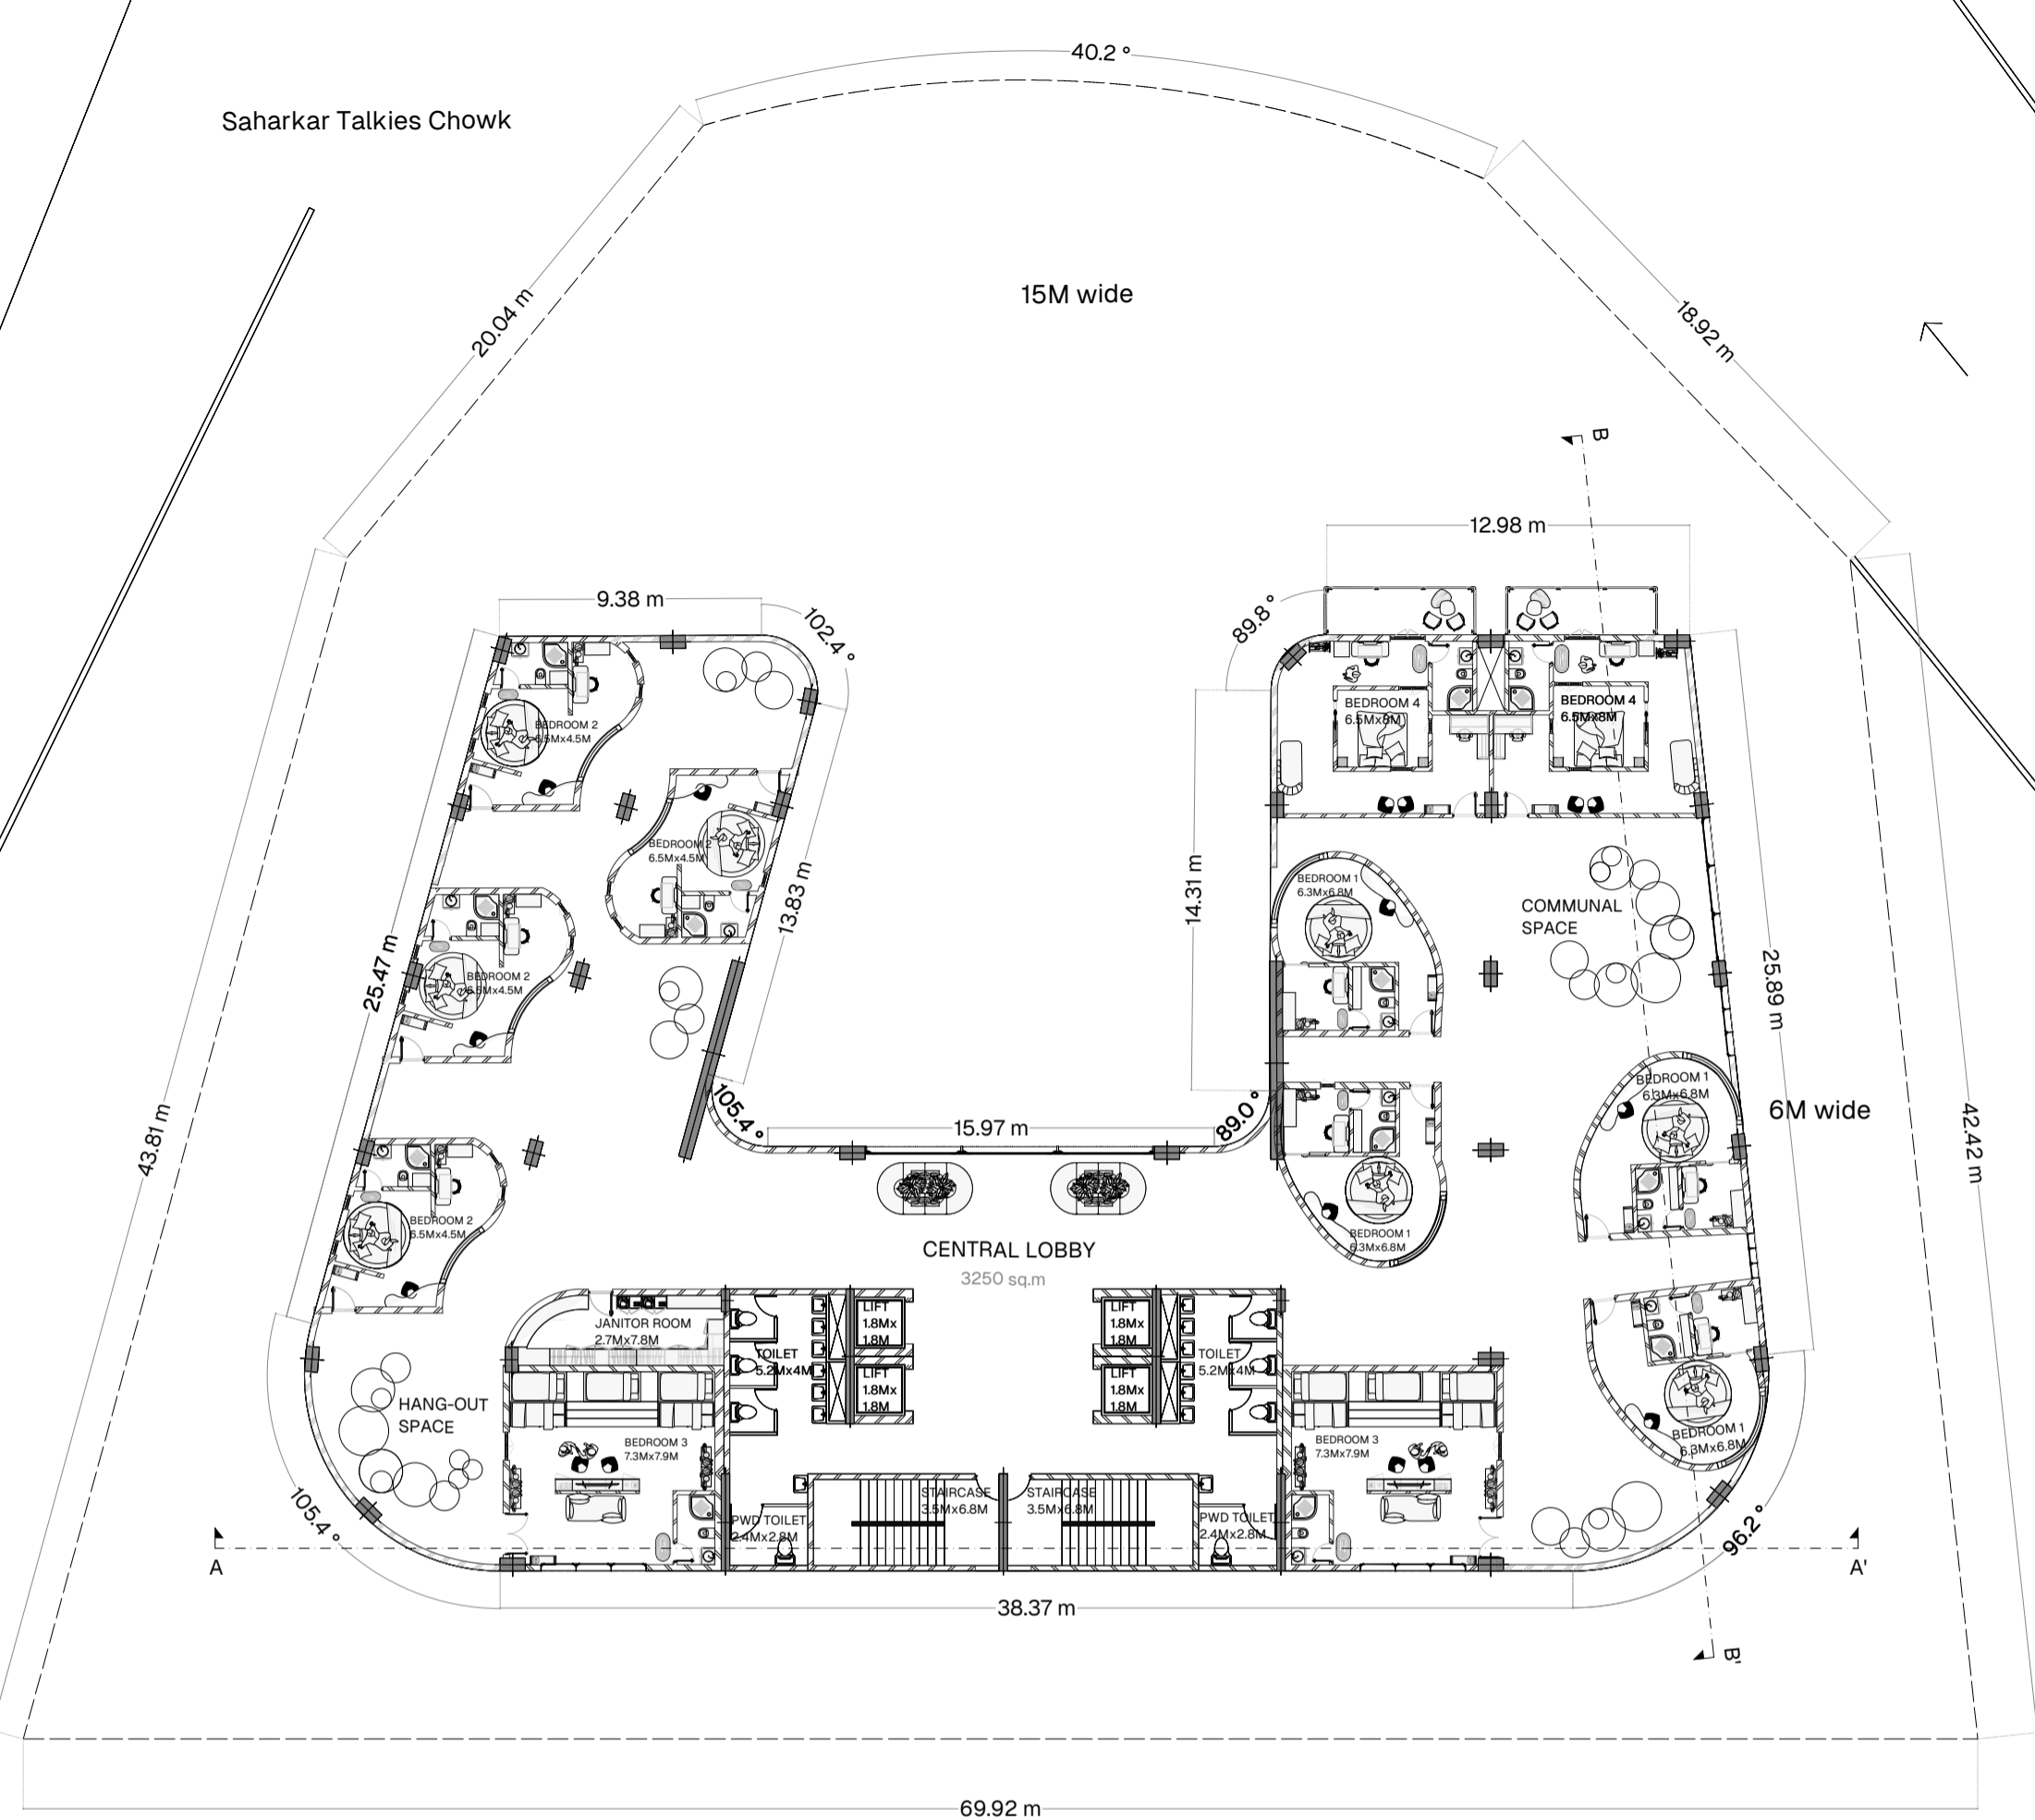 40.2 °
Saharkar Talkies Chowk
20.04 m
15M wide
18.92 m
B
12.98 m
9.38 m
102.4 °
89.8 °
BEDROOM 2
6.5Mx4.5M
BEDROOM 4
6.5Mx8M
BEDROOM 4
6.5Mx8M
BEDROOM 2
6.5Mx4.5M
13.83 m
14.31 m
BEDROOM 1
6.3Mx6.8M
COMMUNAL
SPACE
25.47 m
BEDROOM 2
6.5Mx4.5M
25.89 m
43.81 m
105.4 °
15.97 m
89.0 °
BEDROOM 1
6.3Mx6.8M
6M wide
42.42 m
BEDROOM 2
6.5Mx4.5M
CENTRAL LOBBY
3250 sq.m
BEDROOM 1
6.3Mx6.8M
JANITOR ROOM
2.7Mx7.8M
LIFT
1.8Mx
1.8M
LIFT
1.8Mx
1.8M
TOILET
5.2Mx4M
TOILET
5.2Mx4M
LIFT
1.8Mx
1.8M
LIFT
1.8Mx
1.8M
HANG-OUT
SPACE
BEDROOM 3
7.3Mx7.9M
BEDROOM 3
7.3Mx7.9M
BEDROOM 1
6.3Mx6.8M
105.4 °
STAIRCASE
3.5Mx6.8M
STAIRCASE
3.5Mx6.8M
PWD TOILET
2.4Mx2.8M
PWD TOILET
2.4Mx2.8M
96.2 °
A
A'
38.37 m
B'
69.92 m